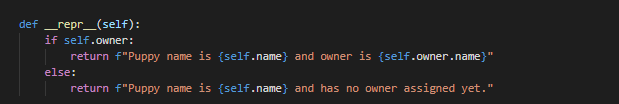 def __repr__(self):
    if self.owner:
        return f"Puppy name is {self.name} and owner is {self.owner.name}"
    else:
        return f"Puppy name is {self.name} and has no owner assigned yet."